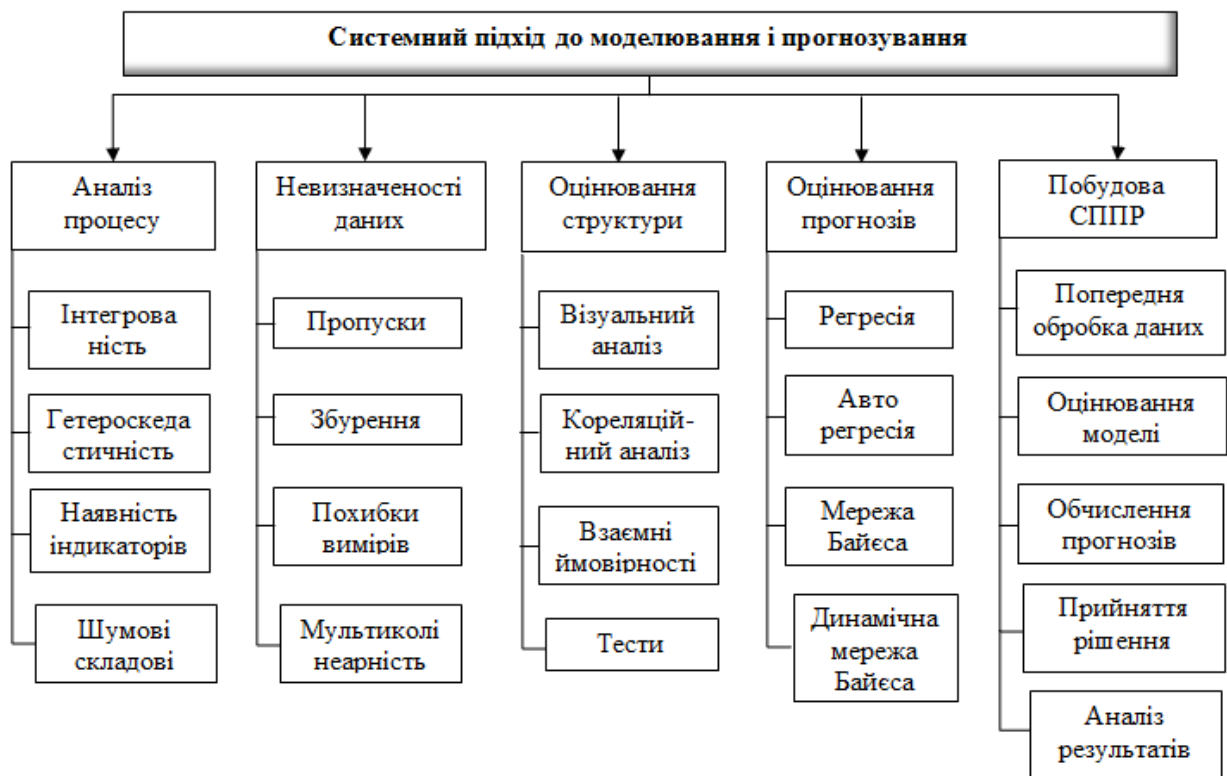 Системний підхід до моделювання і прогнозування
Аналіз
процесу
Інтегрова
ність
Гетероскеда
стичність
Наявність
індикаторів
Шумові
складові
Невизначеності
даних
Пропуски
Збурення
Похибки
вимірів
Мультиколі
неарність
Оцінювання
структури
Візуальний
аналіз
Кореляцій-
ний аналіз
Взаємні
ймовірності
Тести
Оцінювання
прогнозів
Регресія
Авто
регресія
Мережа
Байєса
Динамічна
мережа
Байєса
Побудова
СППР
Попередня
обробка даних
Оцінювання
моделі
Обчислення
прогнозів
Прийняття
рішення
Аналіз
результатів